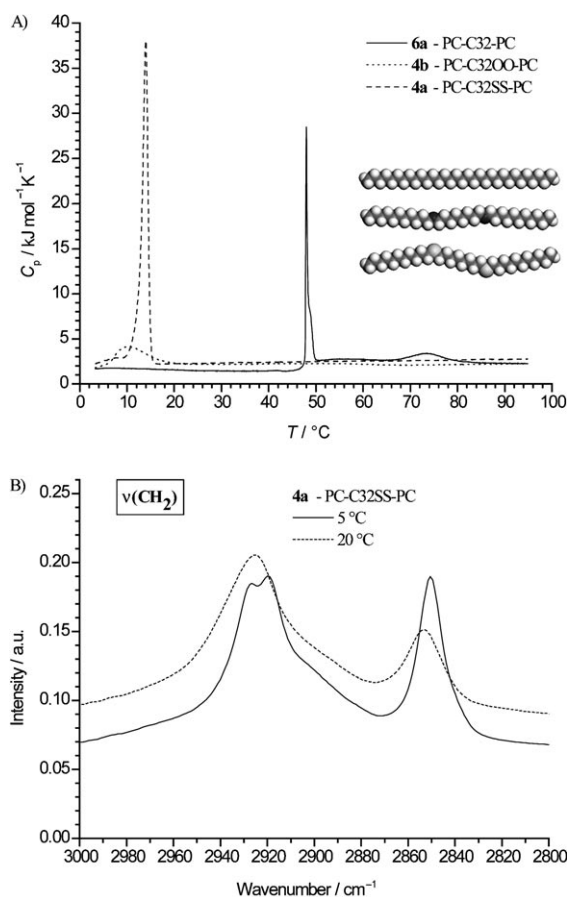 A)
6a - PC-C32-PC
4b - PC-C32OO-PC
4a - PC-C32SS-PC
40
35
30
25
20
15
10
5
0
Cp / kJ mol⁻¹K⁻¹
0 10 20 30 40 50 60 70 80 90 100
T / °C
B)
ν(CH₂)
4a - PC-C32SS-PC
5 °C
20 °C
0.25
0.20
0.15
0.10
0.05
0.00
Intensity / a.u.
3000 2980 2960 2940 2920 2900 2880 2860 2840 2820 2800
Wavenumber / cm⁻¹